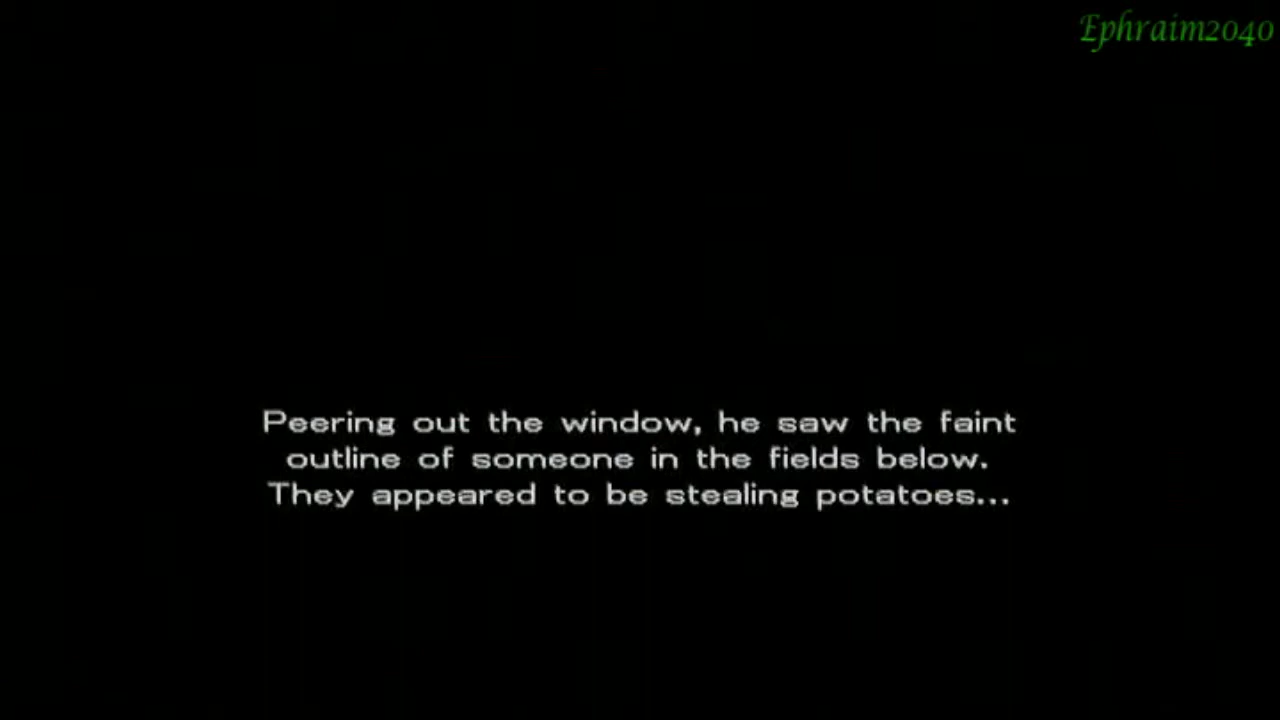 Ephraim2040
Peering out the window, he saw the faint
outline of someone in the fields below.
They appeared to be stealing potatoes...